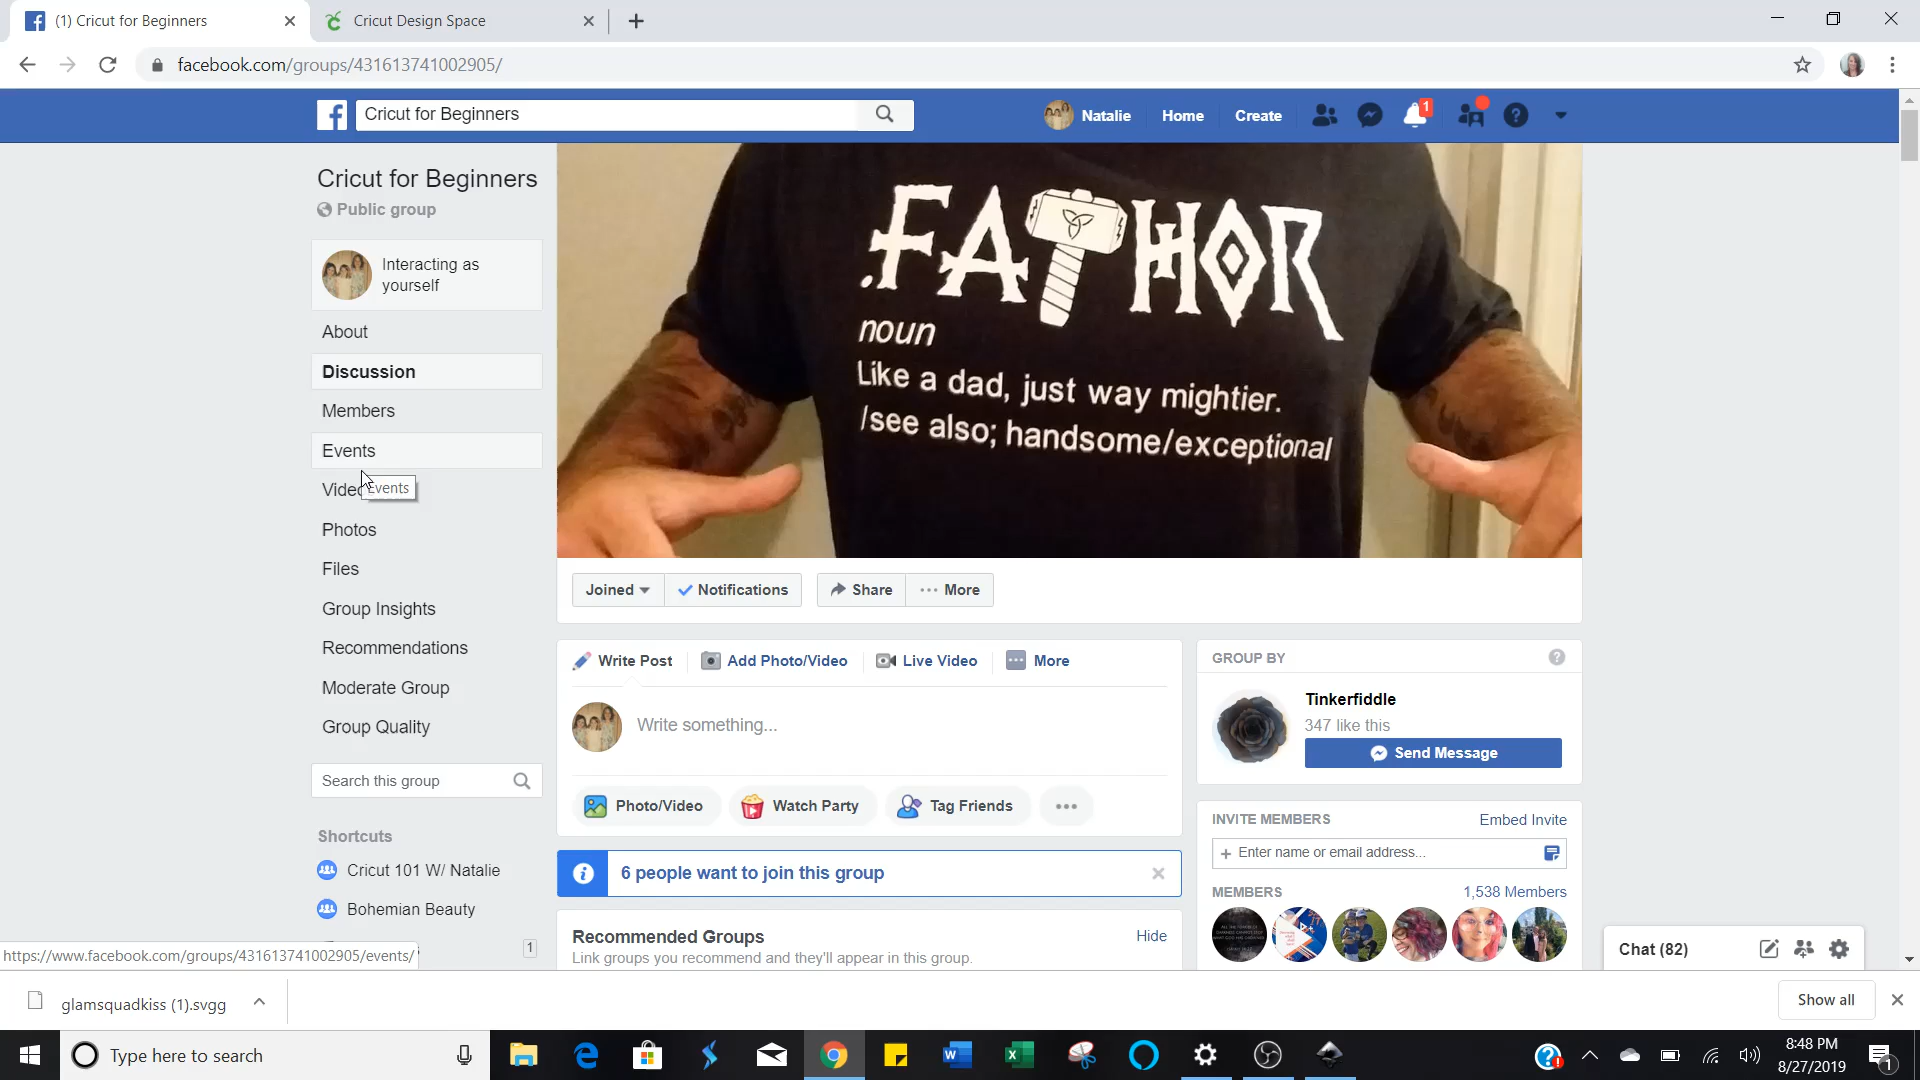 (1) Cricut for Beginners
Cricut Design Space
facebook.com/groups/431613741002905/
Cricut for Beginners
Natalie
Home
Create
1
Cricut for Beginners
Public group
Interacting as
yourself
About
Discussion
Members
Events
Events
Photos
Files
Group Insights
Recommendations
Moderate Group
Group Quality
Search this group
Shortcuts
Cricut 101 W/ Natalie
Bohemian Beauty
1
https://www.facebook.com/groups/431613741002905/events/
.FATHOR
noun
Like a dad, just way mightier.
/see also; handsome/exceptional
Joined
Notifications
Share
More
Write Post
Add Photo/Video
Live Video
More
Write something...
Photo/Video
Watch Party
Tag Friends
6 people want to join this group
Recommended Groups
Hide
Link groups you recommend and they'll appear in this group.
GROUP BY
Tinkerfiddle
347 like this
Send Message
INVITE MEMBERS
Embed Invite
+ Enter name or email address...
MEMBERS
1,538 Members
Chat (82)
glamsquadkiss (1).svgg
Show all
Type here to search
8:48 PM
8/27/2019
1